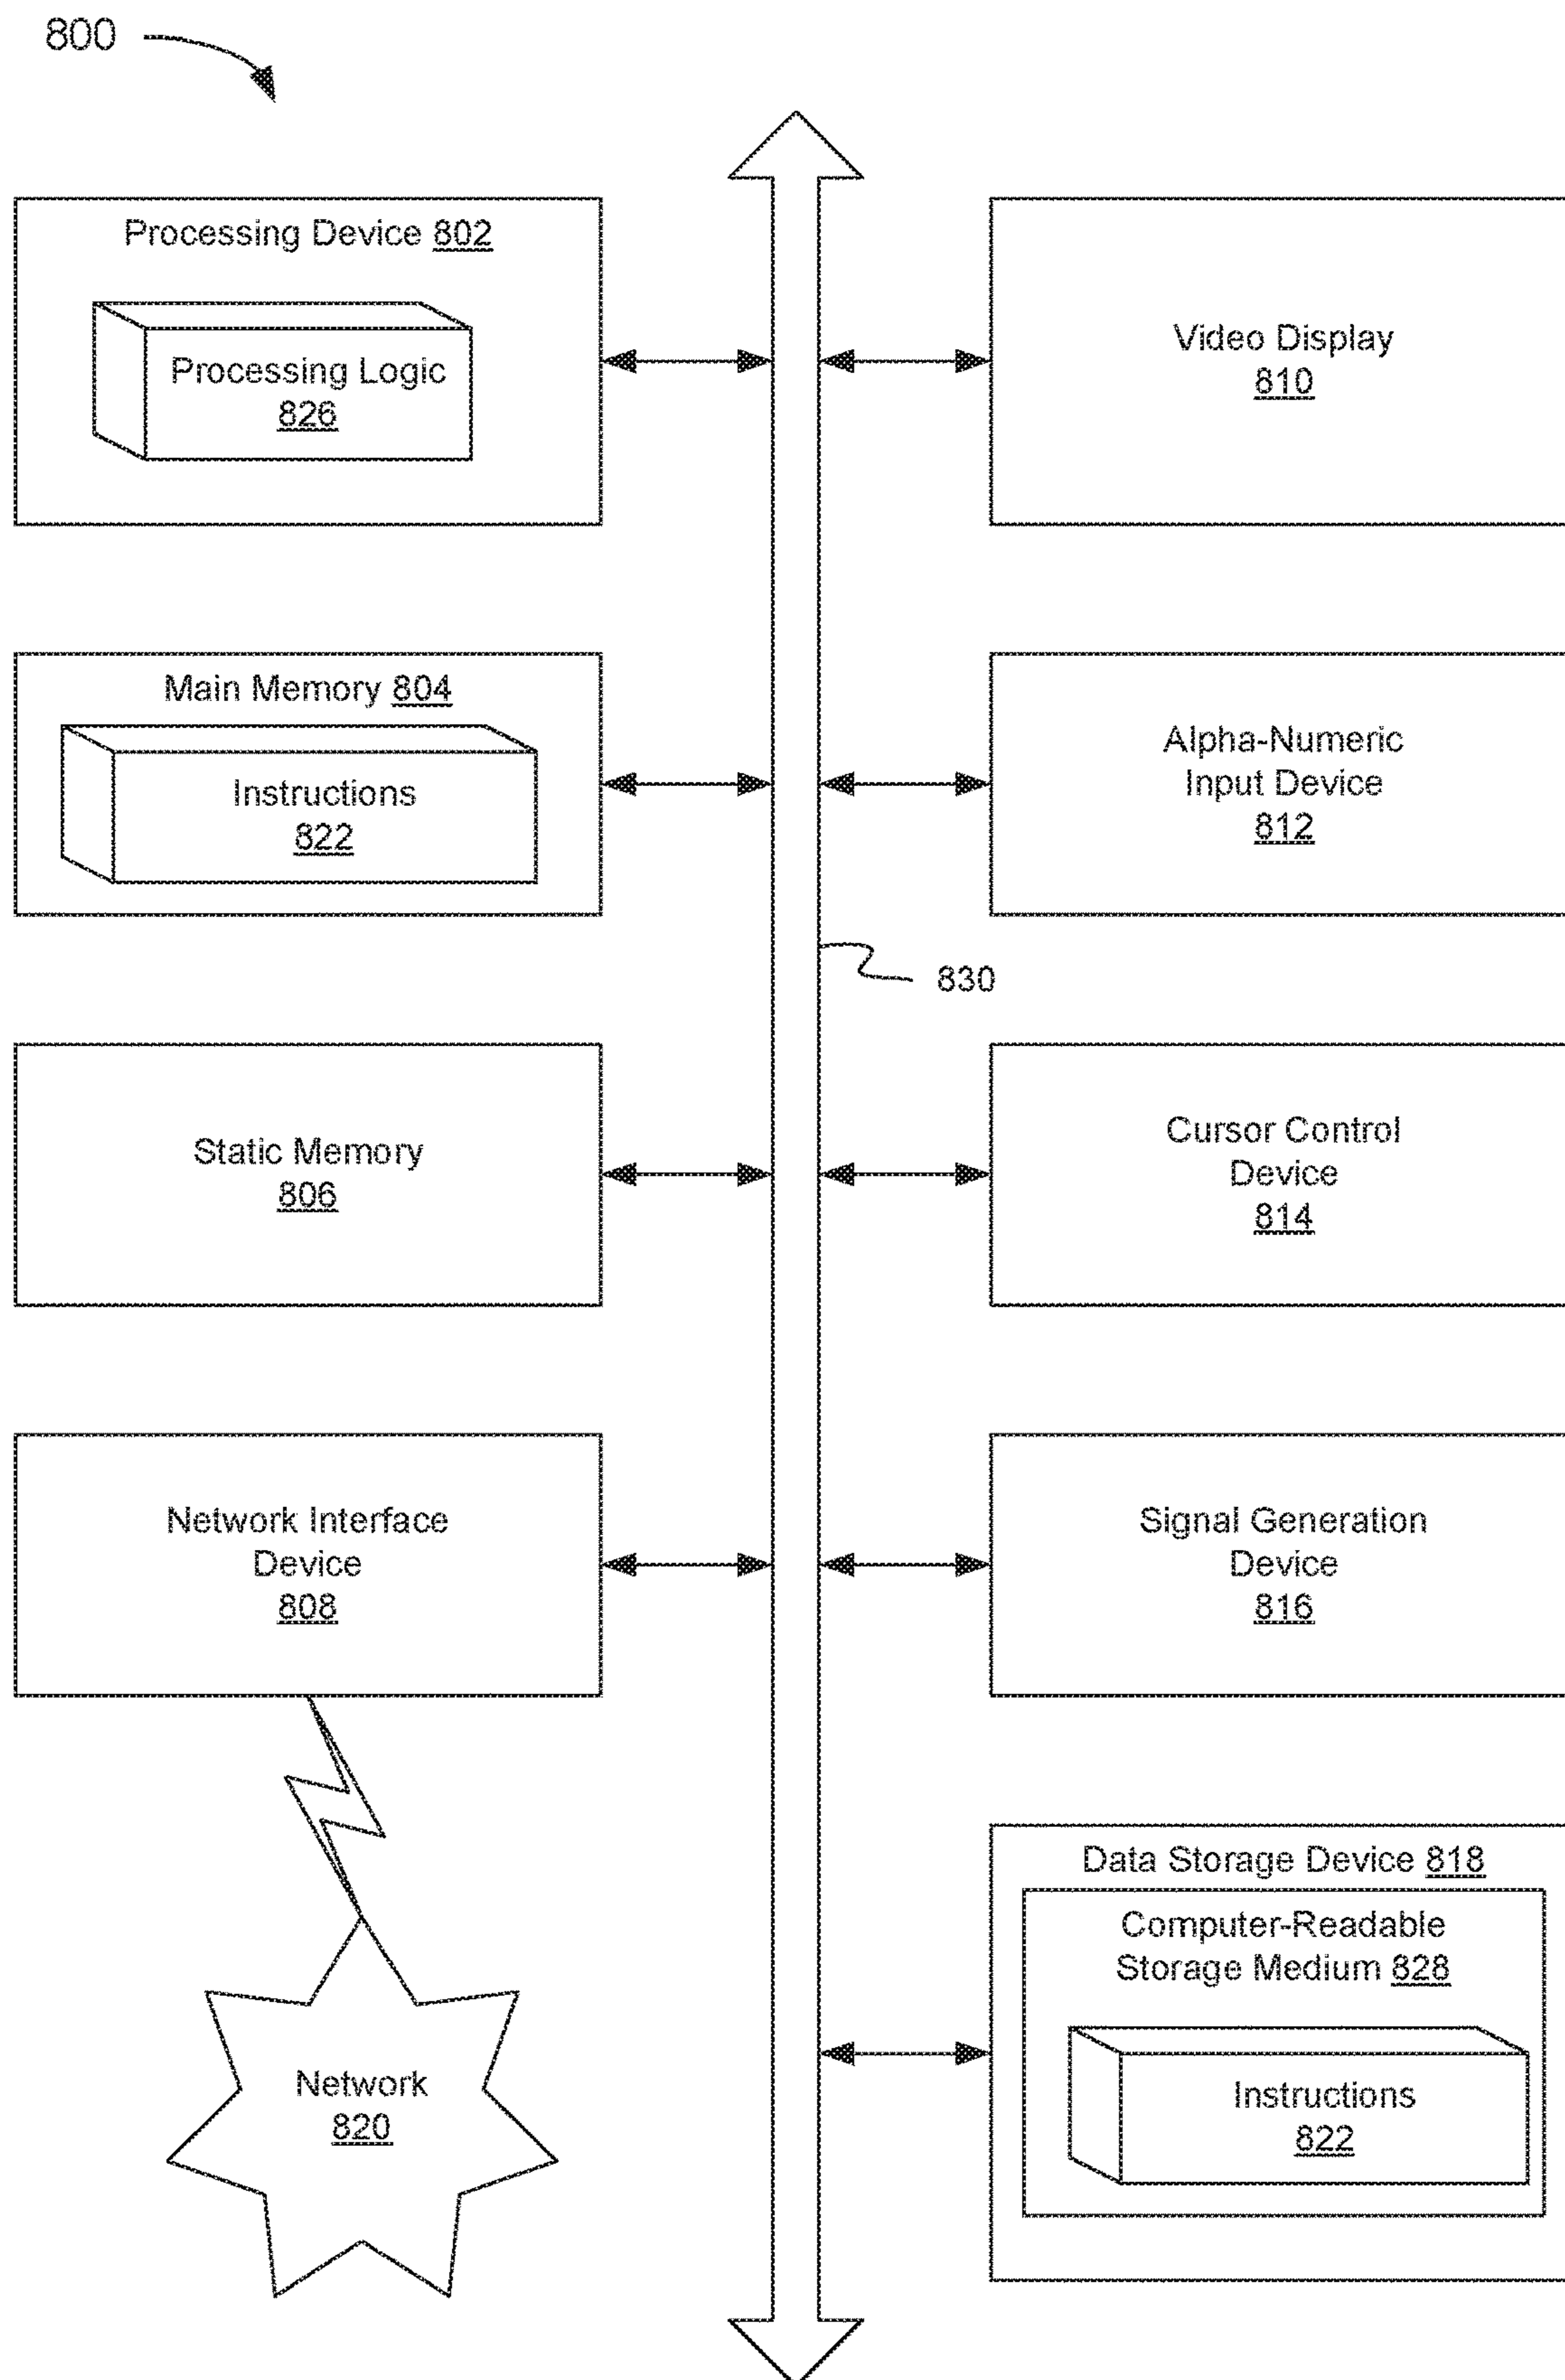 800
Processing Device 802
Processing Logic
826
Video Display
810
Main Memory 804
Instructions
822
Alpha-Numeric
Input Device
812
830
Static Memory
806
Cursor Control
Device
814
Network Interface
Device
808
Signal Generation
Device
816
Data Storage Device 818
Computer-Readable
Storage Medium 828
Instructions
822
Network
820